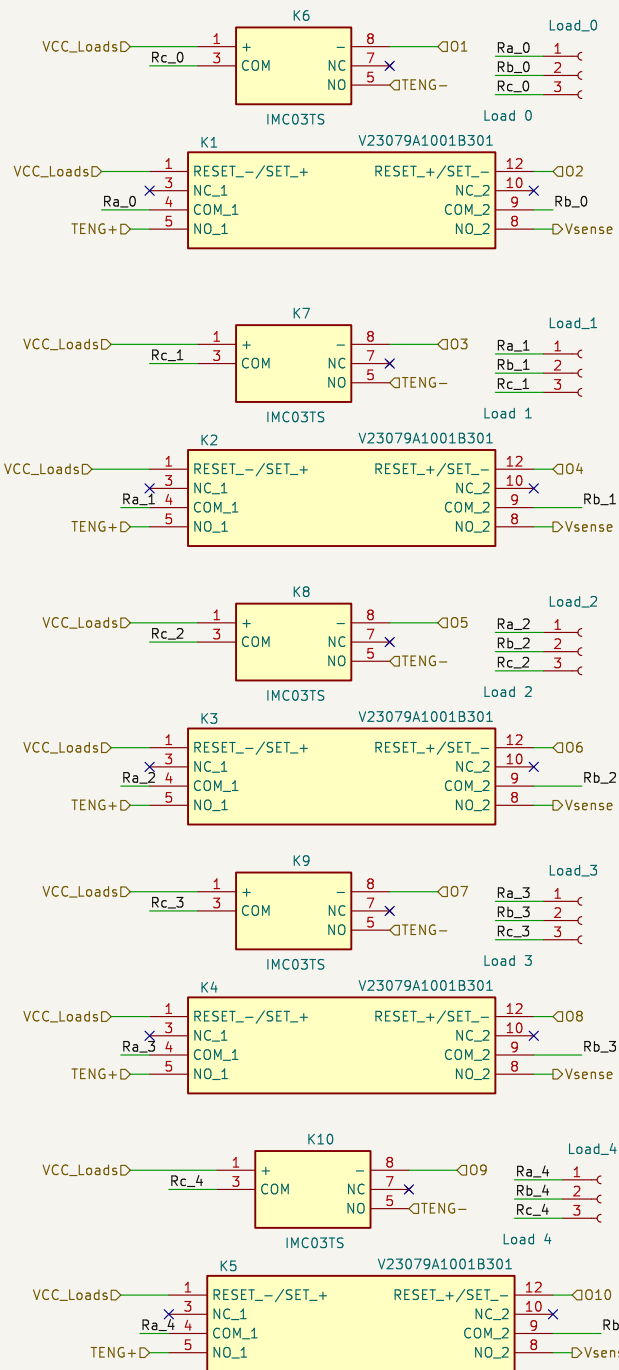 K6
Load_0
VCC_Loads 1 + − 8 O1
Ra_0 1
Rc_0 3 COM NC 7
Rb_0 2
NO 5 TENG-
Rc_0 3
IMC03TS
Load 0
K1 V23079A1001B301
VCC_Loads 1 RESET_-/SET_+ RESET_+/SET_- 12 O2
3 NC_1 NC_2 10
Ra_0 4 COM_1 COM_2 9 Rb_0
TENG+ 5 NO_1 NO_2 8 Vsense
K7
Load_1
VCC_Loads 1 + − 8 O3
Ra_1 1
Rc_1 3 COM NC 7
Rb_1 2
NO 5 TENG-
Rc_1 3
IMC03TS
Load 1
K2 V23079A1001B301
VCC_Loads 1 RESET_-/SET_+ RESET_+/SET_- 12 O4
3 NC_1 NC_2 10
Ra_1 4 COM_1 COM_2 9 Rb_1
TENG+ 5 NO_1 NO_2 8 Vsense
K8
Load_2
VCC_Loads 1 + − 8 O5
Ra_2 1
Rc_2 3 COM NC 7
Rb_2 2
NO 5 TENG-
Rc_2 3
IMC03TS
Load 2
K3 V23079A1001B301
VCC_Loads 1 RESET_-/SET_+ RESET_+/SET_- 12 O6
3 NC_1 NC_2 10
Ra_2 4 COM_1 COM_2 9 Rb_2
TENG+ 5 NO_1 NO_2 8 Vsense
K9
Load_3
VCC_Loads 1 + − 8 O7
Ra_3 1
Rc_3 3 COM NC 7
Rb_3 2
NO 5 TENG-
Rc_3 3
IMC03TS
Load 3
K4 V23079A1001B301
VCC_Loads 1 RESET_-/SET_+ RESET_+/SET_- 12 O8
3 NC_1 NC_2 10
Ra_3 4 COM_1 COM_2 9 Rb_3
TENG+ 5 NO_1 NO_2 8 Vsense
K10
Load_4
VCC_Loads 1 + − 8 O9
Ra_4 1
Rc_4 3 COM NC 7
Rb_4 2
NO 5 TENG-
Rc_4 3
IMC03TS
Load 4
K5 V23079A1001B301
VCC_Loads 1 RESET_-/SET_+ RESET_+/SET_- 12 O10
3 NC_1 NC_2 10
Ra_4 4 COM_1 COM_2 9 Rb
TENG+ 5 NO_1 NO_2 8